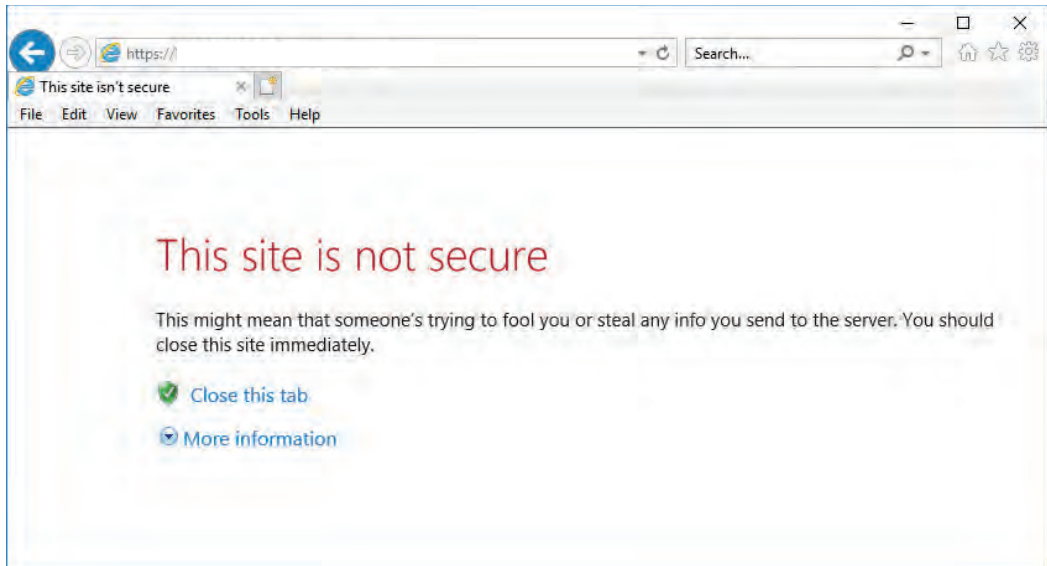 https://
Search...
This site isn't secure
File Edit View Favorites Tools Help
This site is not secure
This might mean that someone's trying to fool you or steal any info you send to the server. You should
close this site immediately.
Close this tab
More information